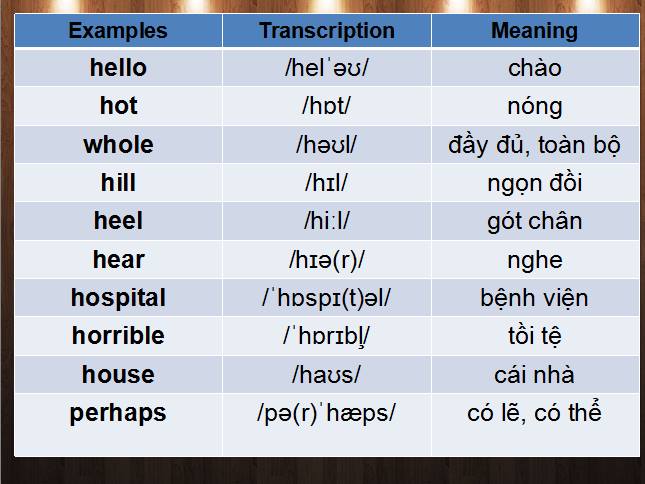 Examples Transcription Meaning
hello /helˈəʊ/ chào
hot /hɒt/ nóng
whole /həʊl/ đầy đủ, toàn bộ
hill /hɪl/ ngọn đồi
heel /hiːl/ gót chân
hear /hɪə(r)/ nghe
hospital /ˈhɒspɪ(t)əl/ bệnh viện
horrible /ˈhɒrɪbl̩/ tồi tệ
house /haʊs/ cái nhà
perhaps /pə(r)ˈhæps/ có lẽ, có thể